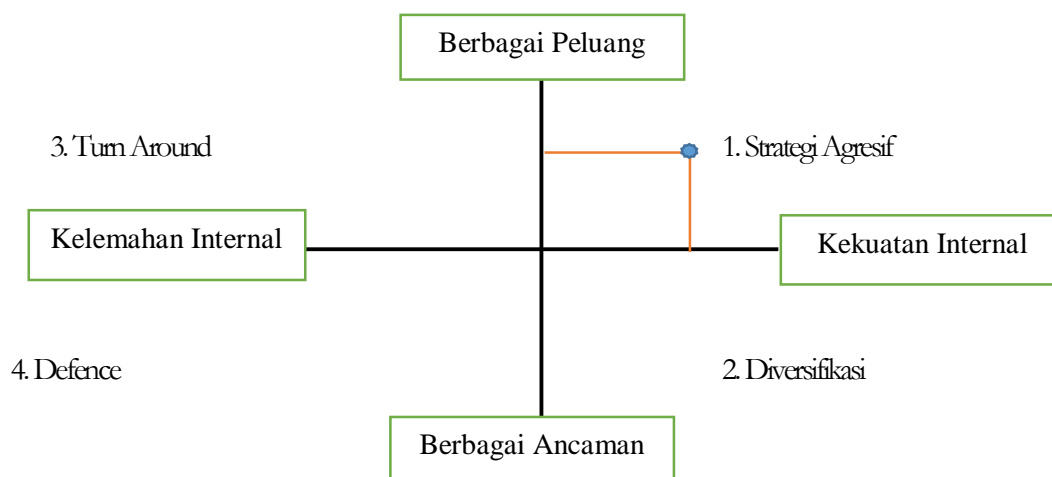 Berbagai Peluang
3. Turn Around
1. Strategi Agresif
Kelemahan Internal
Kekuatan Internal
4. Defence
2. Diversifikasi
Berbagai Ancaman